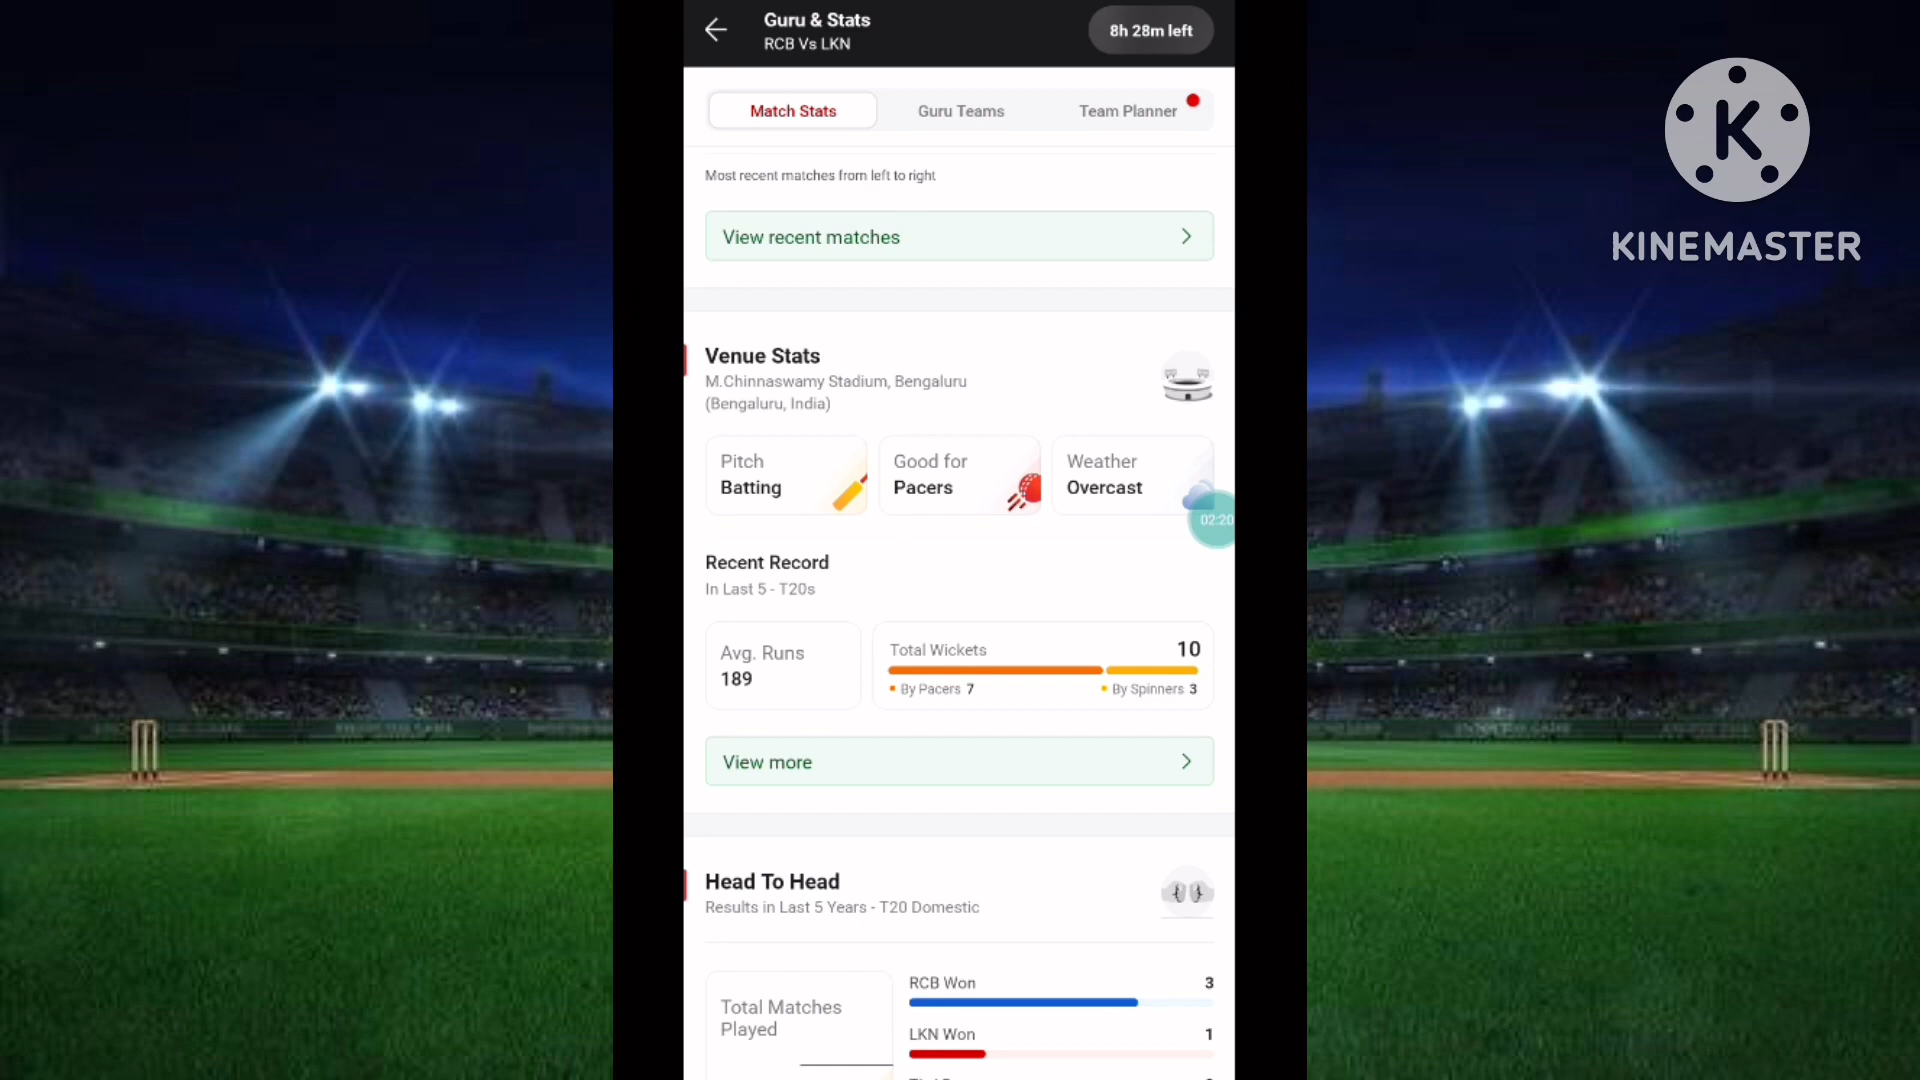 Guru & Stats
RCB Vs LKN
8h 28m left
Match Stats
Guru Teams
Team Planner
Most recent matches from left to right
View recent matches
Venue Stats
M.Chinnaswamy Stadium, Bengaluru
(Bengaluru, India)
Pitch
Batting
Good for
Pacers
Weather
Overcast
02:20
Recent Record
In Last 5 - T20s
Avg. Runs
189
Total Wickets 10
By Pacers 7
By Spinners 3
View more
Head To Head
Results in Last 5 Years - T20 Domestic
Total Matches
Played
RCB Won 3
LKN Won 1
K
KINEMASTER